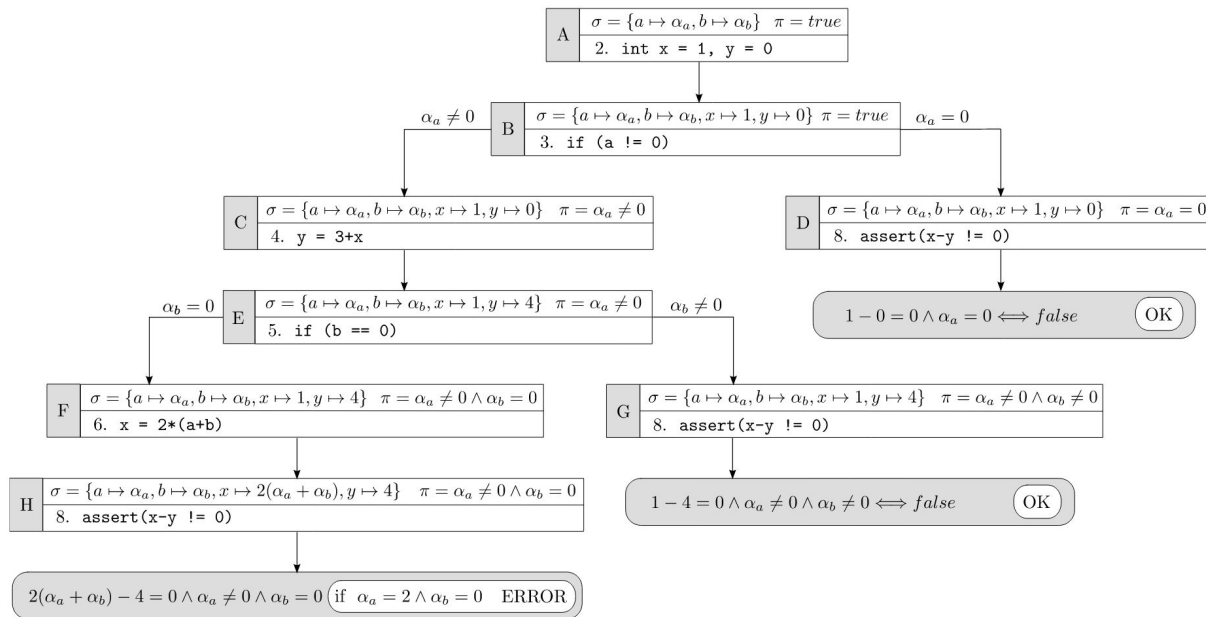 A
σ = {a ↦ α_a, b ↦ α_b} π = true
2. int x = 1, y = 0
α_a ≠ 0
B
σ = {a ↦ α_a, b ↦ α_b, x ↦ 1, y ↦ 0} π = true
3. if (a != 0)
α_a = 0
C
σ = {a ↦ α_a, b ↦ α_b, x ↦ 1, y ↦ 0} π = α_a ≠ 0
4. y = 3+x
D
σ = {a ↦ α_a, b ↦ α_b, x ↦ 1, y ↦ 0} π = α_a = 0
8. assert(x-y != 0)
α_b = 0
E
σ = {a ↦ α_a, b ↦ α_b, x ↦ 1, y ↦ 4} π = α_a ≠ 0
5. if (b == 0)
α_b ≠ 0
1 − 0 = 0 ∧ α_a = 0 ⟺ false OK
F
σ = {a ↦ α_a, b ↦ α_b, x ↦ 1, y ↦ 4} π = α_a ≠ 0 ∧ α_b = 0
6. x = 2*(a+b)
G
σ = {a ↦ α_a, b ↦ α_b, x ↦ 1, y ↦ 4} π = α_a ≠ 0 ∧ α_b ≠ 0
8. assert(x-y != 0)
H
σ = {a ↦ α_a, b ↦ α_b, x ↦ 2(α_a + α_b), y ↦ 4} π = α_a ≠ 0 ∧ α_b = 0
8. assert(x-y != 0)
1 − 4 = 0 ∧ α_a ≠ 0 ∧ α_b ≠ 0 ⟺ false OK
2(α_a + α_b) − 4 = 0 ∧ α_a ≠ 0 ∧ α_b = 0 if α_a = 2 ∧ α_b = 0 ERROR